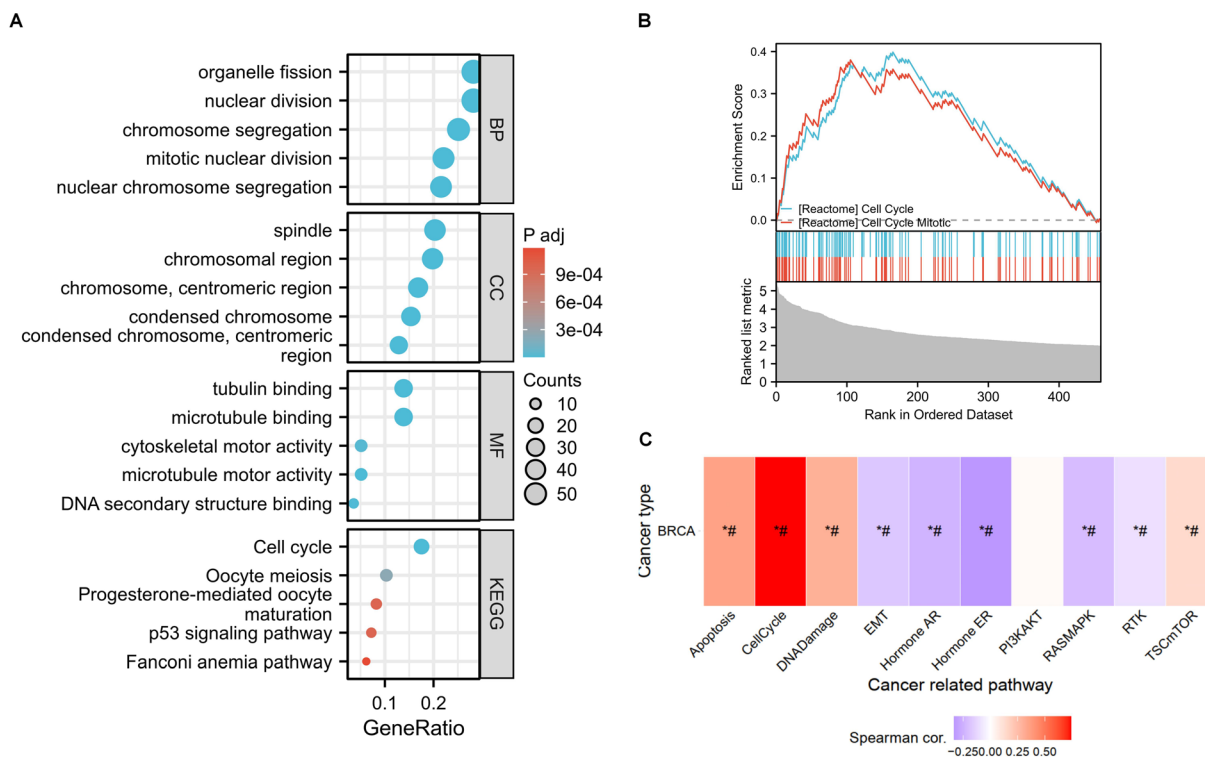 A
organelle fission
nuclear division
chromosome segregation
mitotic nuclear division
nuclear chromosome segregation
BP
spindle
chromosomal region
chromosome, centromeric region
condensed chromosome
condensed chromosome, centromeric
region
CC
tubulin binding
microtubule binding
cytoskeletal motor activity
microtubule motor activity
DNA secondary structure binding
MF
Cell cycle
Oocyte meiosis
Progesterone-mediated oocyte
maturation
p53 signaling pathway
Fanconi anemia pathway
KEGG
0.1 0.2
GeneRatio
P adj
9e-04
6e-04
3e-04
Counts
10
20
30
40
50
B
Enrichment Score
0.4
0.3
0.2
0.1
0.0
[Reactome] Cell Cycle
[Reactome] Cell Cycle Mitotic
Ranked list metric
5
4
3
2
1
0
0 100 200 300 400
Rank in Ordered Dataset
C
Cancer type
BRCA
*# *# *# *# *# *# *# *# *#
Apoptosis CellCycle DNADamage EMT Hormone AR Hormone ER PI3KAKT RASMAPK RTK TSCmTOR
Cancer related pathway
Spearman cor.
-0.25 0.00 0.25 0.50